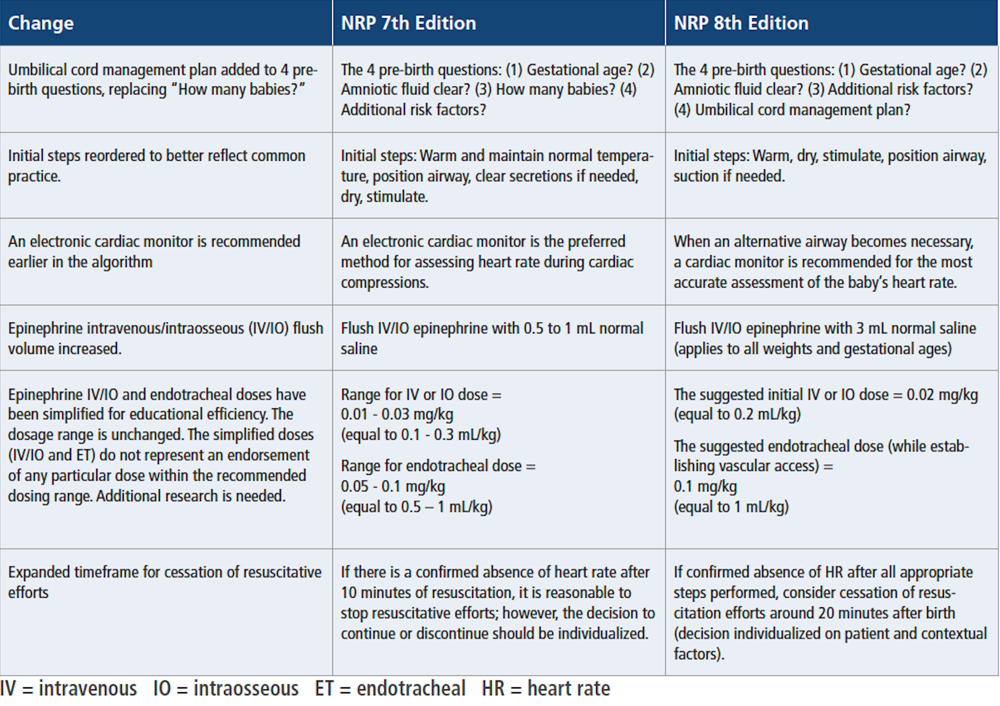 Change
NRP 7th Edition
NRP 8th Edition
Umbilical cord management plan added to 4 pre-
birth questions, replacing “How many babies?”
The 4 pre-birth questions: (1) Gestational age? (2)
Amniotic fluid clear? (3) How many babies? (4)
Additional risk factors?
The 4 pre-birth questions: (1) Gestational age? (2)
Amniotic fluid clear? (3) Additional risk factors?
(4) Umbilical cord management plan?
Initial steps reordered to better reflect common
practice.
Initial steps: Warm and maintain normal tempera-
ture, position airway, clear secretions if needed,
dry, stimulate.
Initial steps: Warm, dry, stimulate, position airway,
suction if needed.
An electronic cardiac monitor is recommended
earlier in the algorithm
An electronic cardiac monitor is the preferred
method for assessing heart rate during cardiac
compressions.
When an alternative airway becomes necessary,
a cardiac monitor is recommended for the most
accurate assessment of the baby’s heart rate.
Epinephrine intravenous/intraosseous (IV/IO) flush
volume increased.
Flush IV/IO epinephrine with 0.5 to 1 mL normal
saline
Flush IV/IO epinephrine with 3 mL normal saline
(applies to all weights and gestational ages)
Epinephrine IV/IO and endotracheal doses have
been simplified for educational efficiency. The
dosage range is unchanged. The simplified doses
(IV/IO and ET) do not represent an endorsement
of any particular dose within the recommended
dosing range. Additional research is needed.
Range for IV or IO dose =
0.01 - 0.03 mg/kg
(equal to 0.1 - 0.3 mL/kg)
Range for endotracheal dose =
0.05 - 0.1 mg/kg
(equal to 0.5 – 1 mL/kg)
The suggested initial IV or IO dose = 0.02 mg/kg
(equal to 0.2 mL/kg)
The suggested endotracheal dose (while estab-
lishing vascular access) =
0.1 mg/kg
(equal to 1 mL/kg)
Expanded timeframe for cessation of resuscitative
efforts
If there is a confirmed absence of heart rate after
10 minutes of resuscitation, it is reasonable to
stop resuscitative efforts; however, the decision to
continue or discontinue should be individualized.
If confirmed absence of HR after all appropriate
steps performed, consider cessation of resus-
citation efforts around 20 minutes after birth
(decision individualized on patient and contextual
factors).
IV = intravenous IO = intraosseous ET = endotracheal HR = heart rate